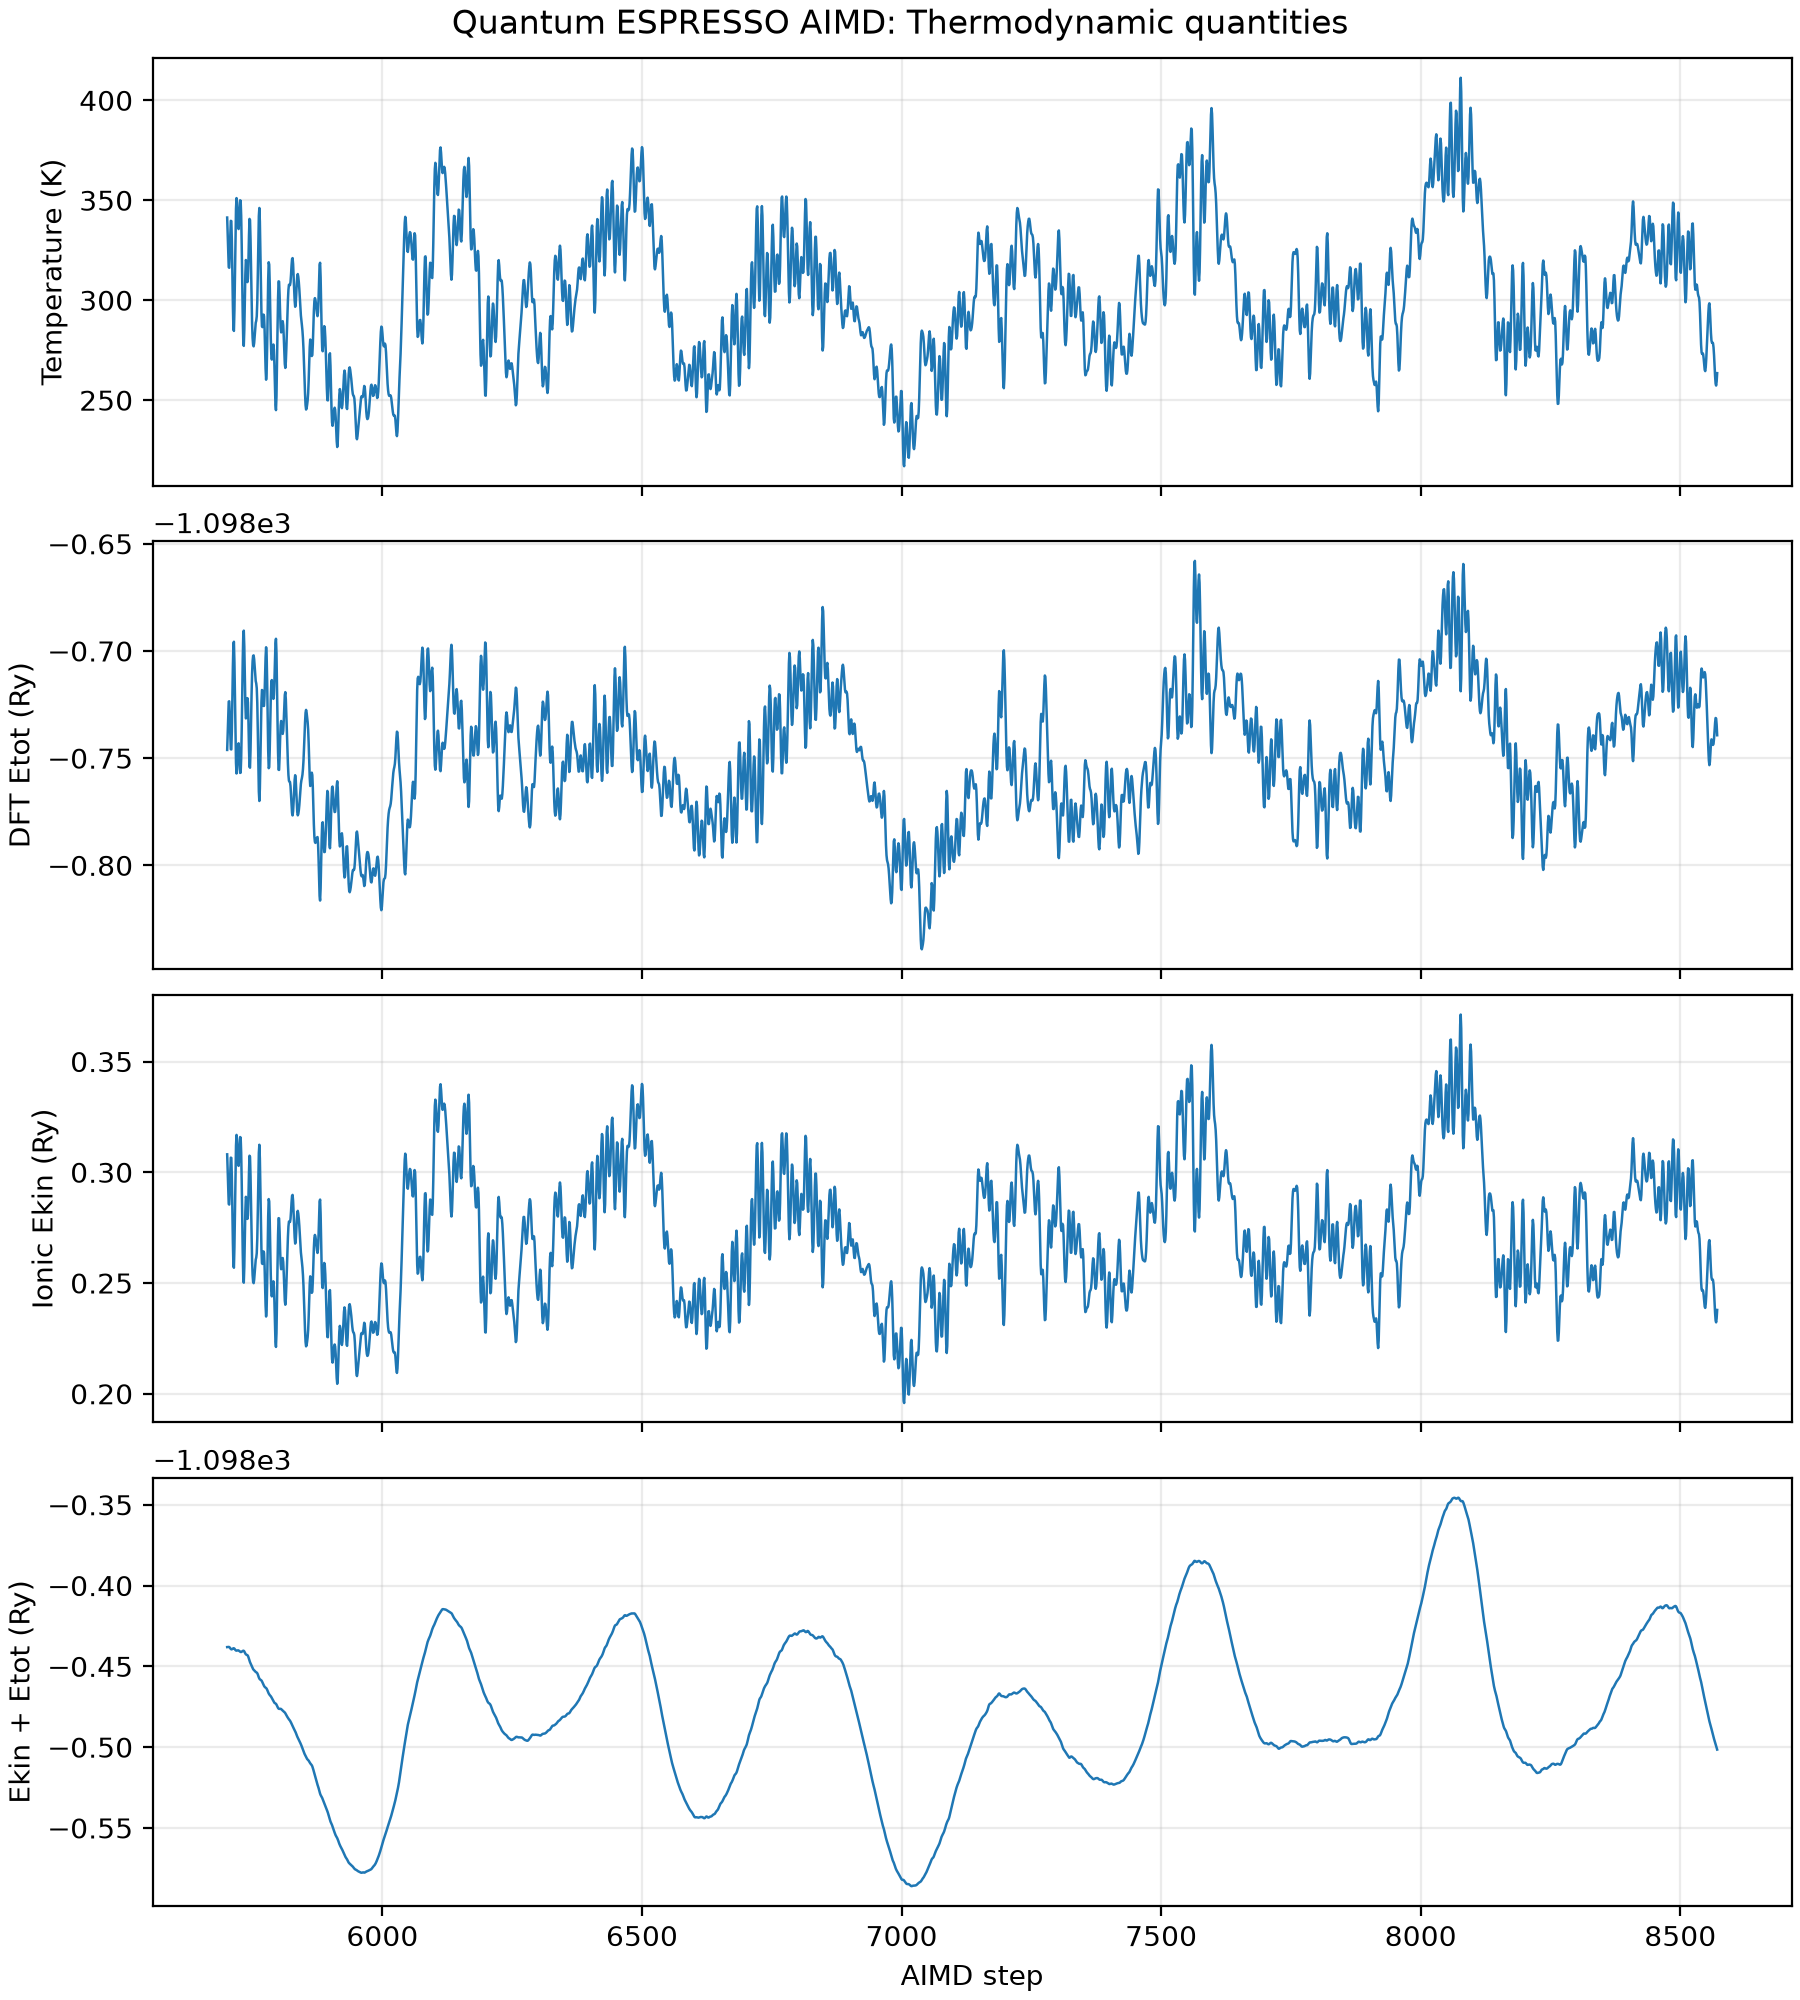 Quantum ESPRESSO AIMD: Thermodynamic quantities
400
350
300
250
Temperature (K)
−1.098e3
−0.65
−0.70
−0.75
−0.80
DFT Etot (Ry)
0.35
0.30
0.25
0.20
Ionic Ekin (Ry)
−1.098e3
−0.35
−0.40
−0.45
−0.50
−0.55
Ekin + Etot (Ry)
6000 6500 7000 7500 8000 8500
AIMD step